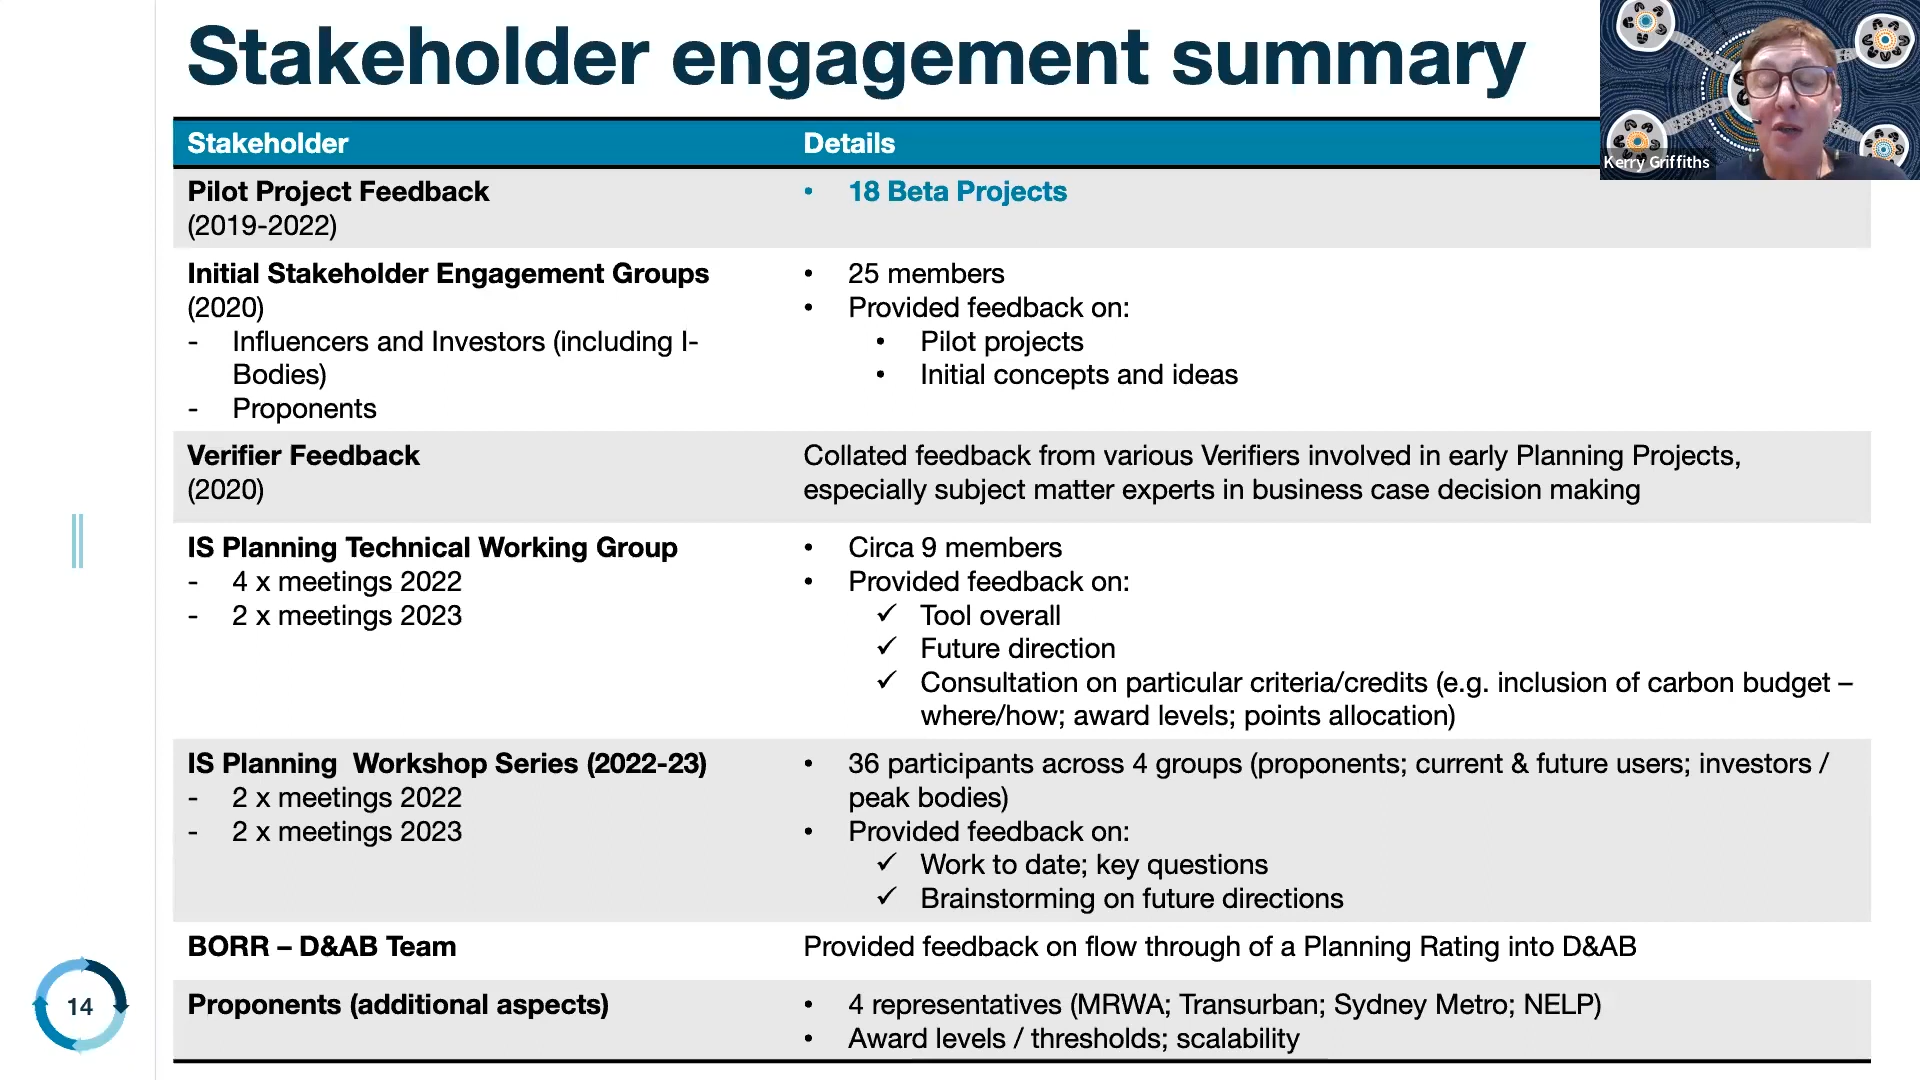 Stakeholder engagement summary
Kerry Griffiths
Stakeholder Details
Pilot Project Feedback
(2019-2022)
• 18 Beta Projects
Initial Stakeholder Engagement Groups
(2020)
- Influencers and Investors (including I-
Bodies)
- Proponents
• 25 members
• Provided feedback on:
• Pilot projects
• Initial concepts and ideas
Verifier Feedback
(2020)
Collated feedback from various Verifiers involved in early Planning Projects,
especially subject matter experts in business case decision making
IS Planning Technical Working Group
- 4 x meetings 2022
- 2 x meetings 2023
• Circa 9 members
• Provided feedback on:
✓ Tool overall
✓ Future direction
✓ Consultation on particular criteria/credits (e.g. inclusion of carbon budget –
where/how; award levels; points allocation)
IS Planning  Workshop Series (2022-23)
- 2 x meetings 2022
- 2 x meetings 2023
• 36 participants across 4 groups (proponents; current & future users; investors /
peak bodies)
• Provided feedback on:
✓ Work to date; key questions
✓ Brainstorming on future directions
BORR – D&AB Team
Provided feedback on flow through of a Planning Rating into D&AB
Proponents (additional aspects)
• 4 representatives (MRWA; Transurban; Sydney Metro; NELP)
• Award levels / thresholds; scalability
14